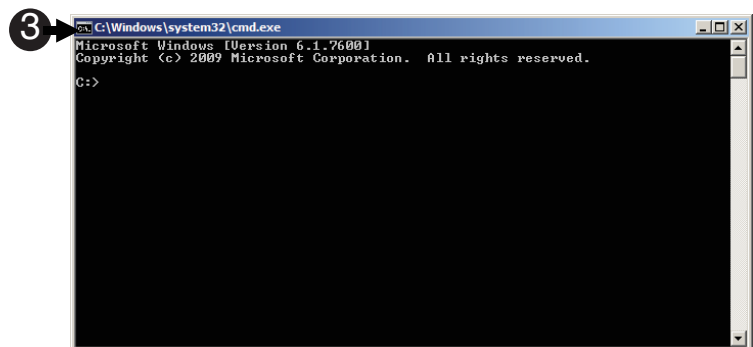 3
C:\Windows\system32\cmd.exe
Microsoft Windows [Version 6.1.7600]
Copyright (c) 2009 Microsoft Corporation.  All rights reserved.
C:>